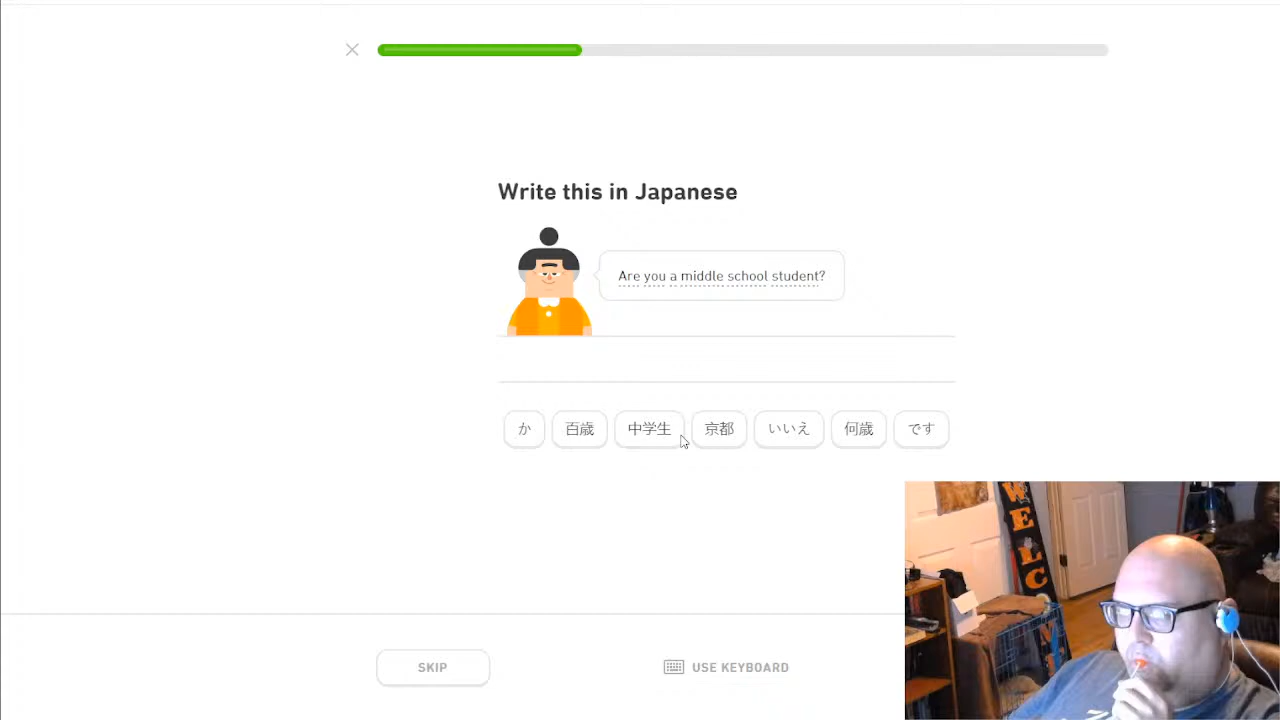 Write this in Japanese
Are you a middle school student?
か 百歳 中学生 京都 いいえ 何歳 です
WELC
SKIP USE KEYBOARD